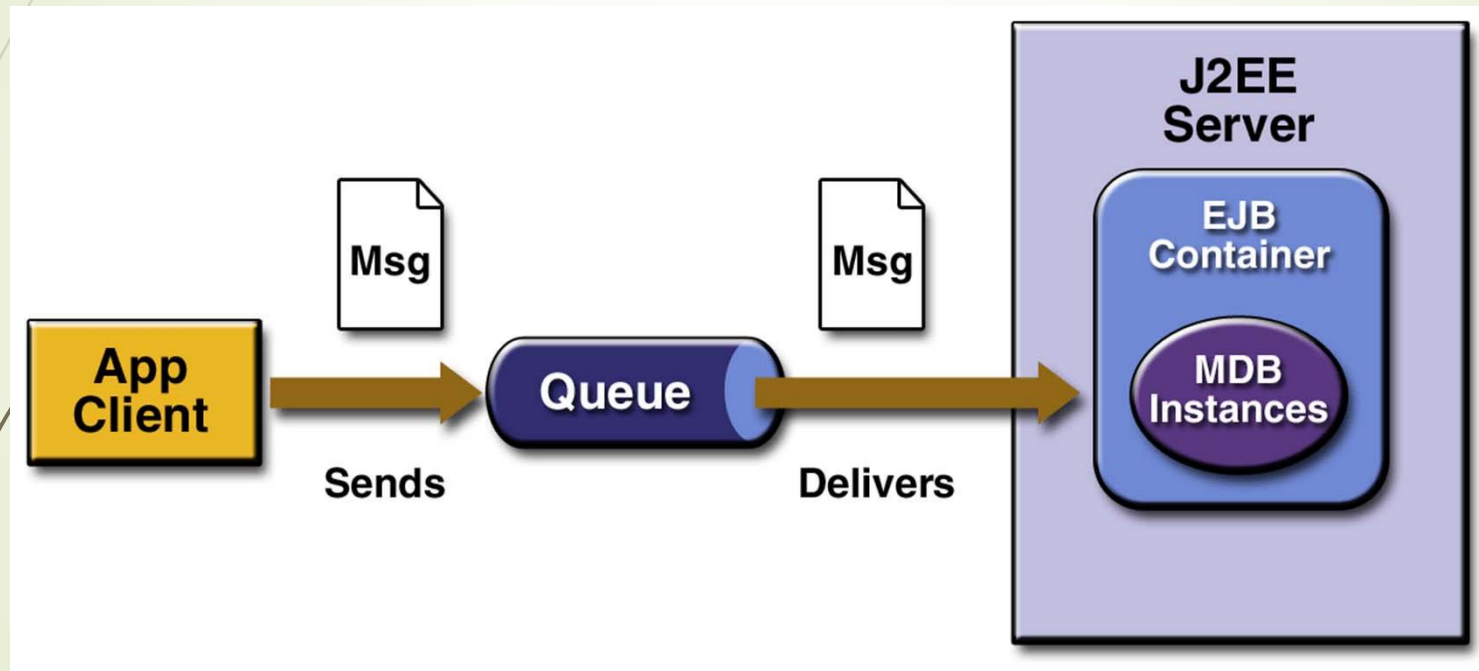 J2EE
Server
Msg
Msg
EJB
Container
App
Client
Queue
MDB
Instances
Sends
Delivers